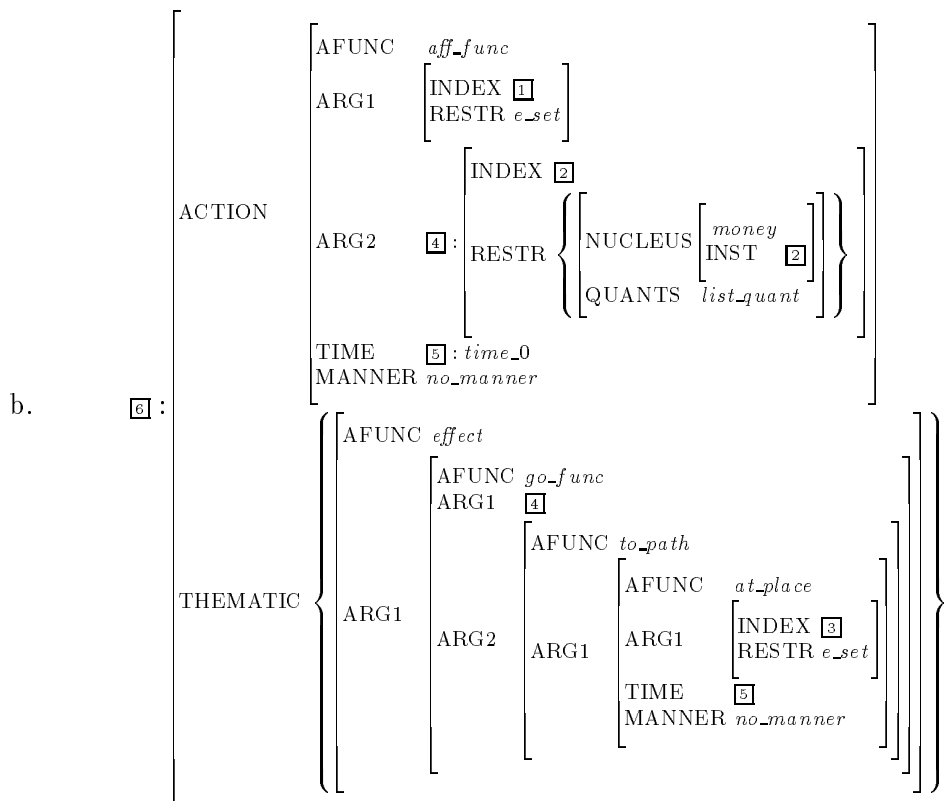 AFUNC aff_func
ARG1 INDEX 1
RESTR e_set
INDEX 2
ACTION ARG2 4 : RESTR NUCLEUS money
INST 2
QUANTS list_quant
TIME 5 : time_0
MANNER no_manner
b. 6 :
AFUNC effect
AFUNC go_func
ARG1 4
AFUNC to_path
AFUNC at_place
THEMATIC ARG1 ARG2 ARG1 ARG1 INDEX 3
RESTR e_set
TIME 5
MANNER no_manner